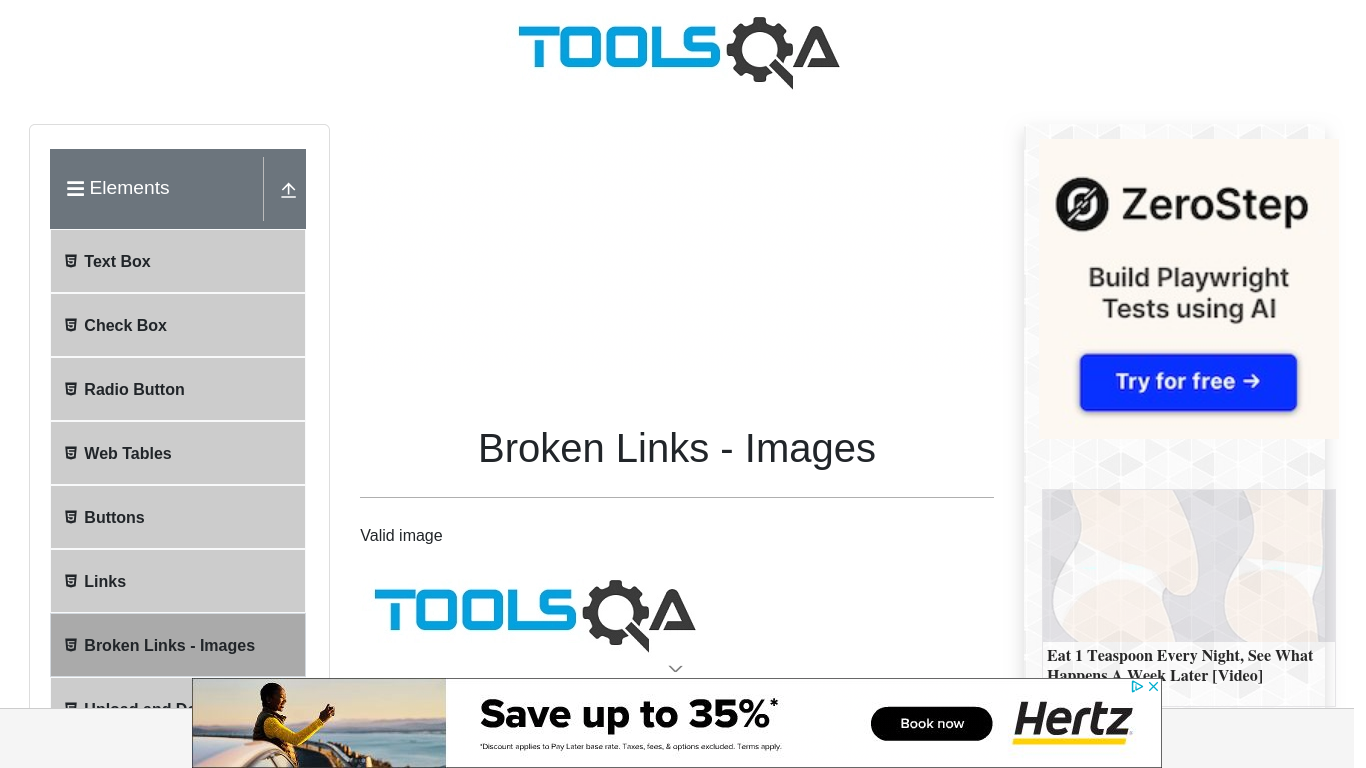 TOOLSQA
Elements
Text Box
Check Box
Radio Button
Web Tables
Buttons
Links
Broken Links - Images
Broken Links - Images
Valid image
TOOLSQA
ZeroStep
Build Playwright
Tests using AI
Try for free →
Eat 1 Teaspoon Every Night, See What
Happens A Week Later [Video]
Save up to 35%*
*Discount applies to Pay Later base rate. Taxes, fees, & options excluded. Terms apply.
Book now
Hertz